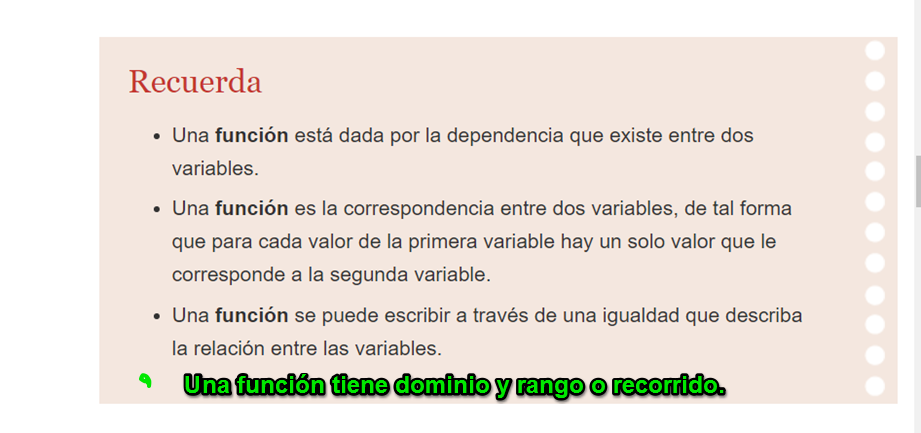 Recuerda
• Una función está dada por la dependencia que existe entre dos
variables.
• Una función es la correspondencia entre dos variables, de tal forma
que para cada valor de la primera variable hay un solo valor que le
corresponde a la segunda variable.
• Una función se puede escribir a través de una igualdad que describa
la relación entre las variables.
Una función tiene dominio y rango o recorrido.